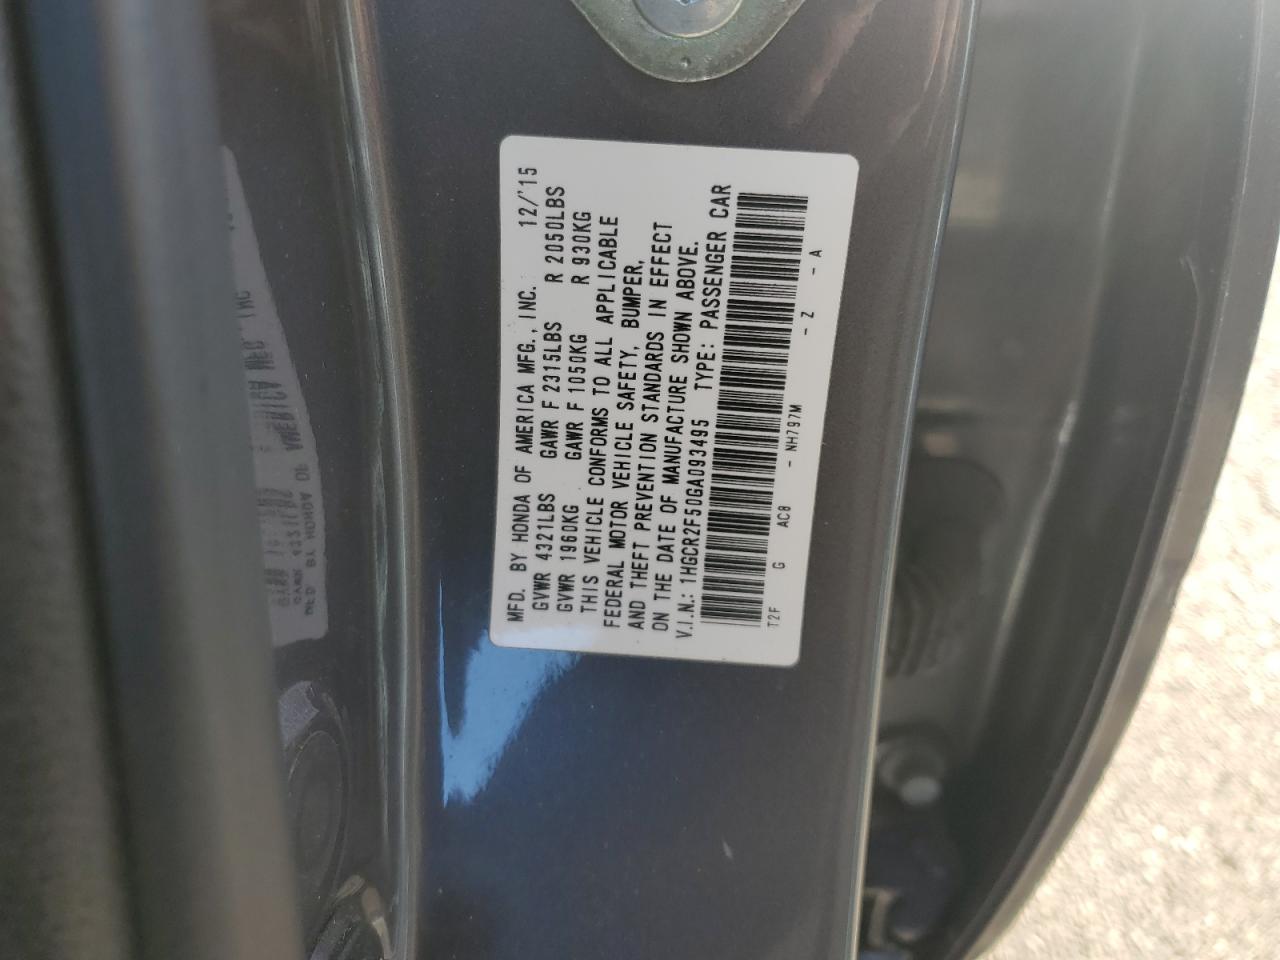 MFD. BY HONDA OF AMERICA MFG., INC. 12/'15
GVWR 4321LBS GAWR F 2315LBS R 2050LBS
GVWR 1960KG GAWR F 1050KG R 930KG
THIS VEHICLE CONFORMS TO ALL APPLICABLE
FEDERAL MOTOR VEHICLE SAFETY, BUMPER,
AND THEFT PREVENTION STANDARDS IN EFFECT
ON THE DATE OF MANUFACTURE SHOWN ABOVE.
V.I.N.: 1HGCR2F50GA093495 TYPE: PASSENGER CAR
T2F G AC8 - NH797M - Z - A